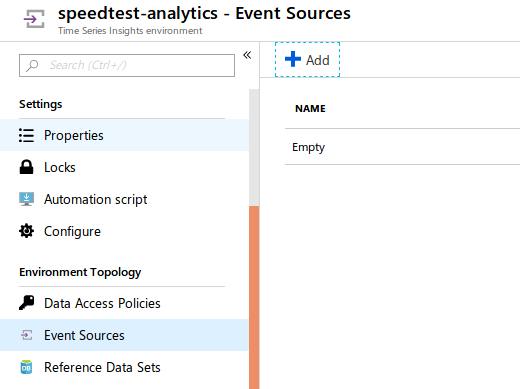 speedtest-analytics - Event Sources
Time Series Insights environment
Search (Ctrl+/)
«
Add
Settings
NAME
Properties
Empty
Locks
Automation script
Configure
Environment Topology
Data Access Policies
Event Sources
Reference Data Sets